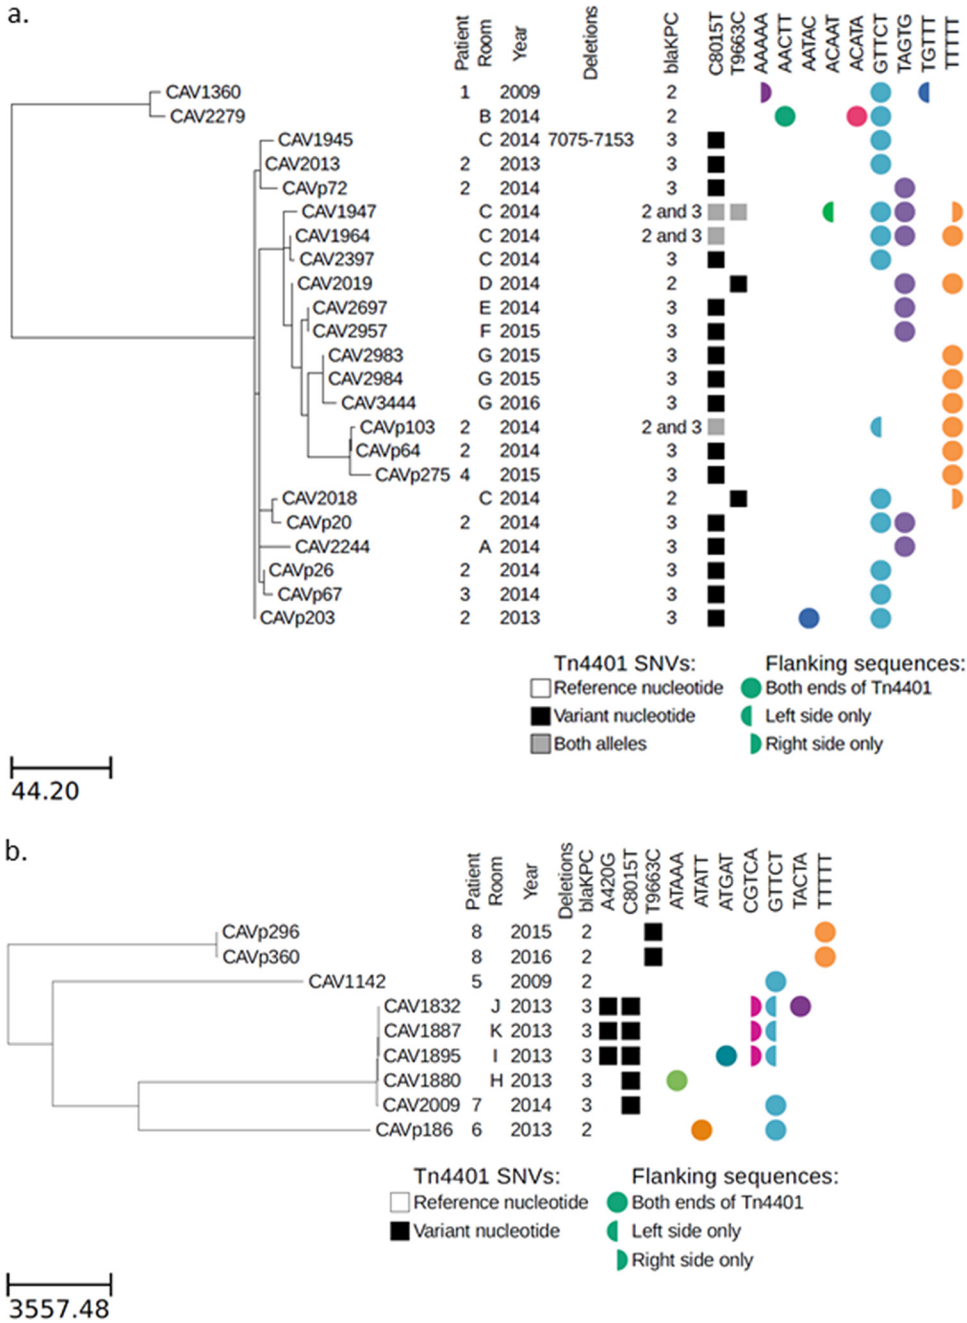 a.
Patient Room Year Deletions blaKPC C8015T T9663C AAAAA AACTT AATAC ACAAT ACATA GTTCT TAGTG TGTTT TTTTT
CAV1360 1 2009 2
CAV2279 B 2014 2
CAV1945 C 2014 7075-7153 3
CAV2013 2 2013 3
CAVp72 2 2014 3
CAV1947 C 2014 2 and 3
CAV1964 C 2014 2 and 3
CAV2397 C 2014 3
CAV2019 D 2014 2
CAV2697 E 2014 3
CAV2957 F 2015 3
CAV2983 G 2015 3
CAV2984 G 2015 3
CAV3444 G 2016 3
CAVp103 2 2014 2 and 3
CAVp64 2 2014 3
CAVp275 4 2015 3
CAV2018 C 2014 2
CAVp20 2 2014 3
CAV2244 A 2014 3
CAVp26 2 2014 3
CAVp67 3 2014 3
CAVp203 2 2013 3
Tn4401 SNVs: Flanking sequences:
Reference nucleotide Both ends of Tn4401
Variant nucleotide Left side only
Both alleles Right side only
44.20
b.
Patient Room Year Deletions blaKPC A420G C8015T T9663C ATAAA ATATT ATGAT CGTCA GTTCT TACTA TTTTT
CAVp296 8 2015 2
CAVp360 8 2016 2
CAV1142 5 2009 2
CAV1832 J 2013 3
CAV1887 K 2013 3
CAV1895 I 2013 3
CAV1880 H 2013 3
CAV2009 7 2014 3
CAVp186 6 2013 2
Tn4401 SNVs: Flanking sequences:
Reference nucleotide Both ends of Tn4401
Variant nucleotide Left side only
Right side only
3557.48